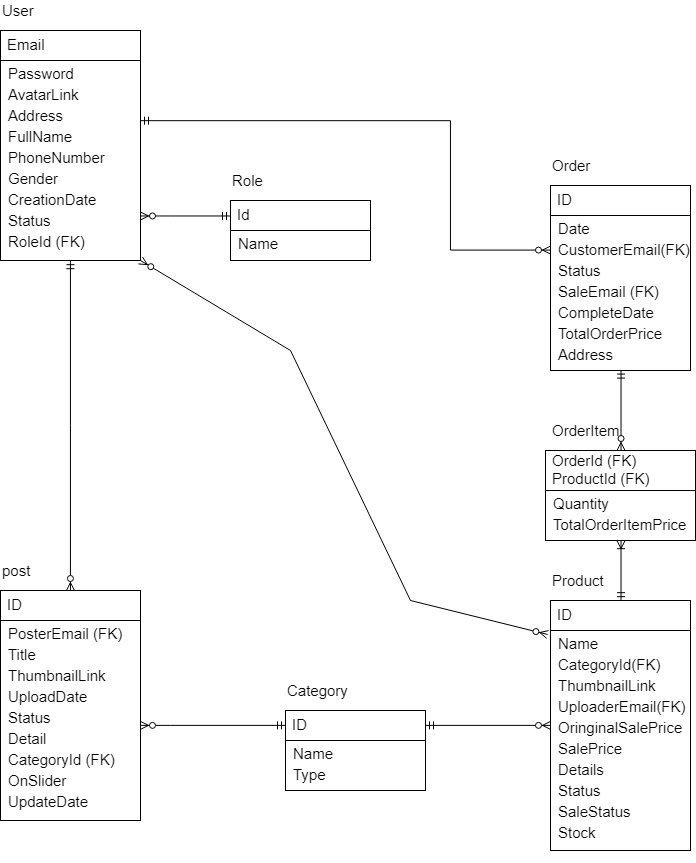 User
Email
Password
AvatarLink
Address
FullName
PhoneNumber
Gender
CreationDate
Status
RoleId (FK)
Role
Id
Name
Order
ID
Date
CustomerEmail(FK)
Status
SaleEmail (FK)
CompleteDate
TotalOrderPrice
Address
OrderItem
OrderId (FK)
ProductId (FK)
Quantity
TotalOrderItemPrice
post
ID
PosterEmail (FK)
Title
ThumbnailLink
UploadDate
Status
Detail
CategoryId (FK)
OnSlider
UpdateDate
Category
ID
Name
Type
Product
ID
Name
CategoryId(FK)
ThumbnailLink
UploaderEmail(FK)
OringinalSalePrice
SalePrice
Details
Status
SaleStatus
Stock